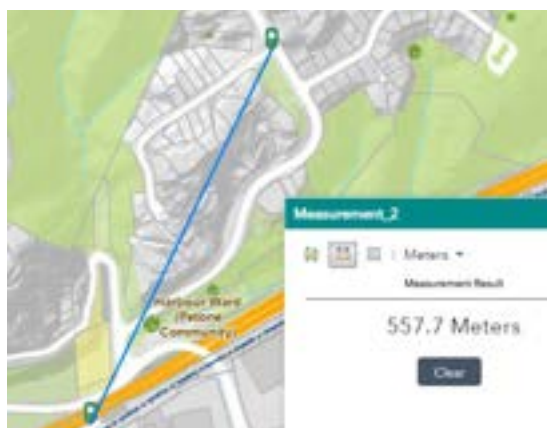 Harbour Ward
(Petone
Community)
Measurement_2
Meters
Measurement Result
557.7 Meters
Clear